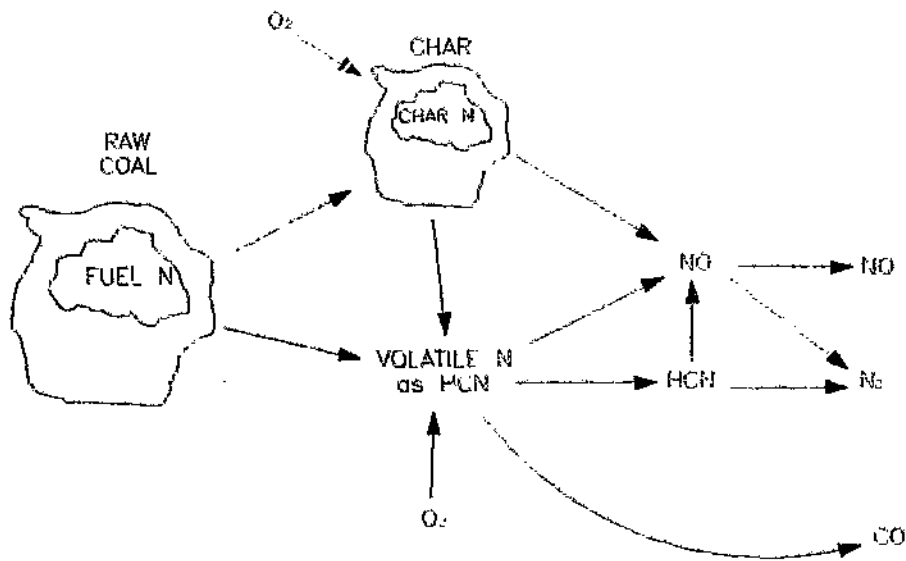 O₂
CHAR
CHAR N
RAW
COAL
FUEL N
NO
NO
VOLATILE N
as HCN
HCN
N₂
O₂
CO